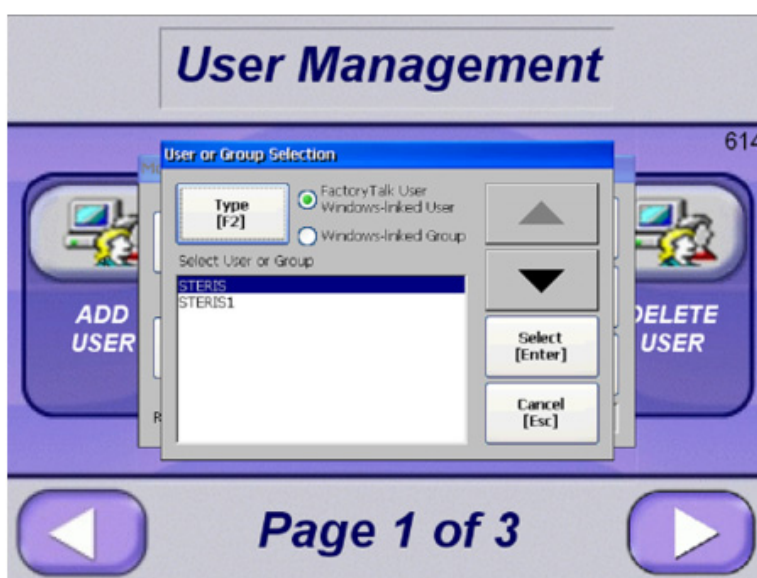 User Management
614
User or Group Selection
Type
[F2]
FactoryTalk User
Windows-linked User
Windows-linked Group
Select User or Group
STERIS
STERIS1
Select
[Enter]
Cancel
[Esc]
ADD
USER
DELETE
USER
Page 1 of 3